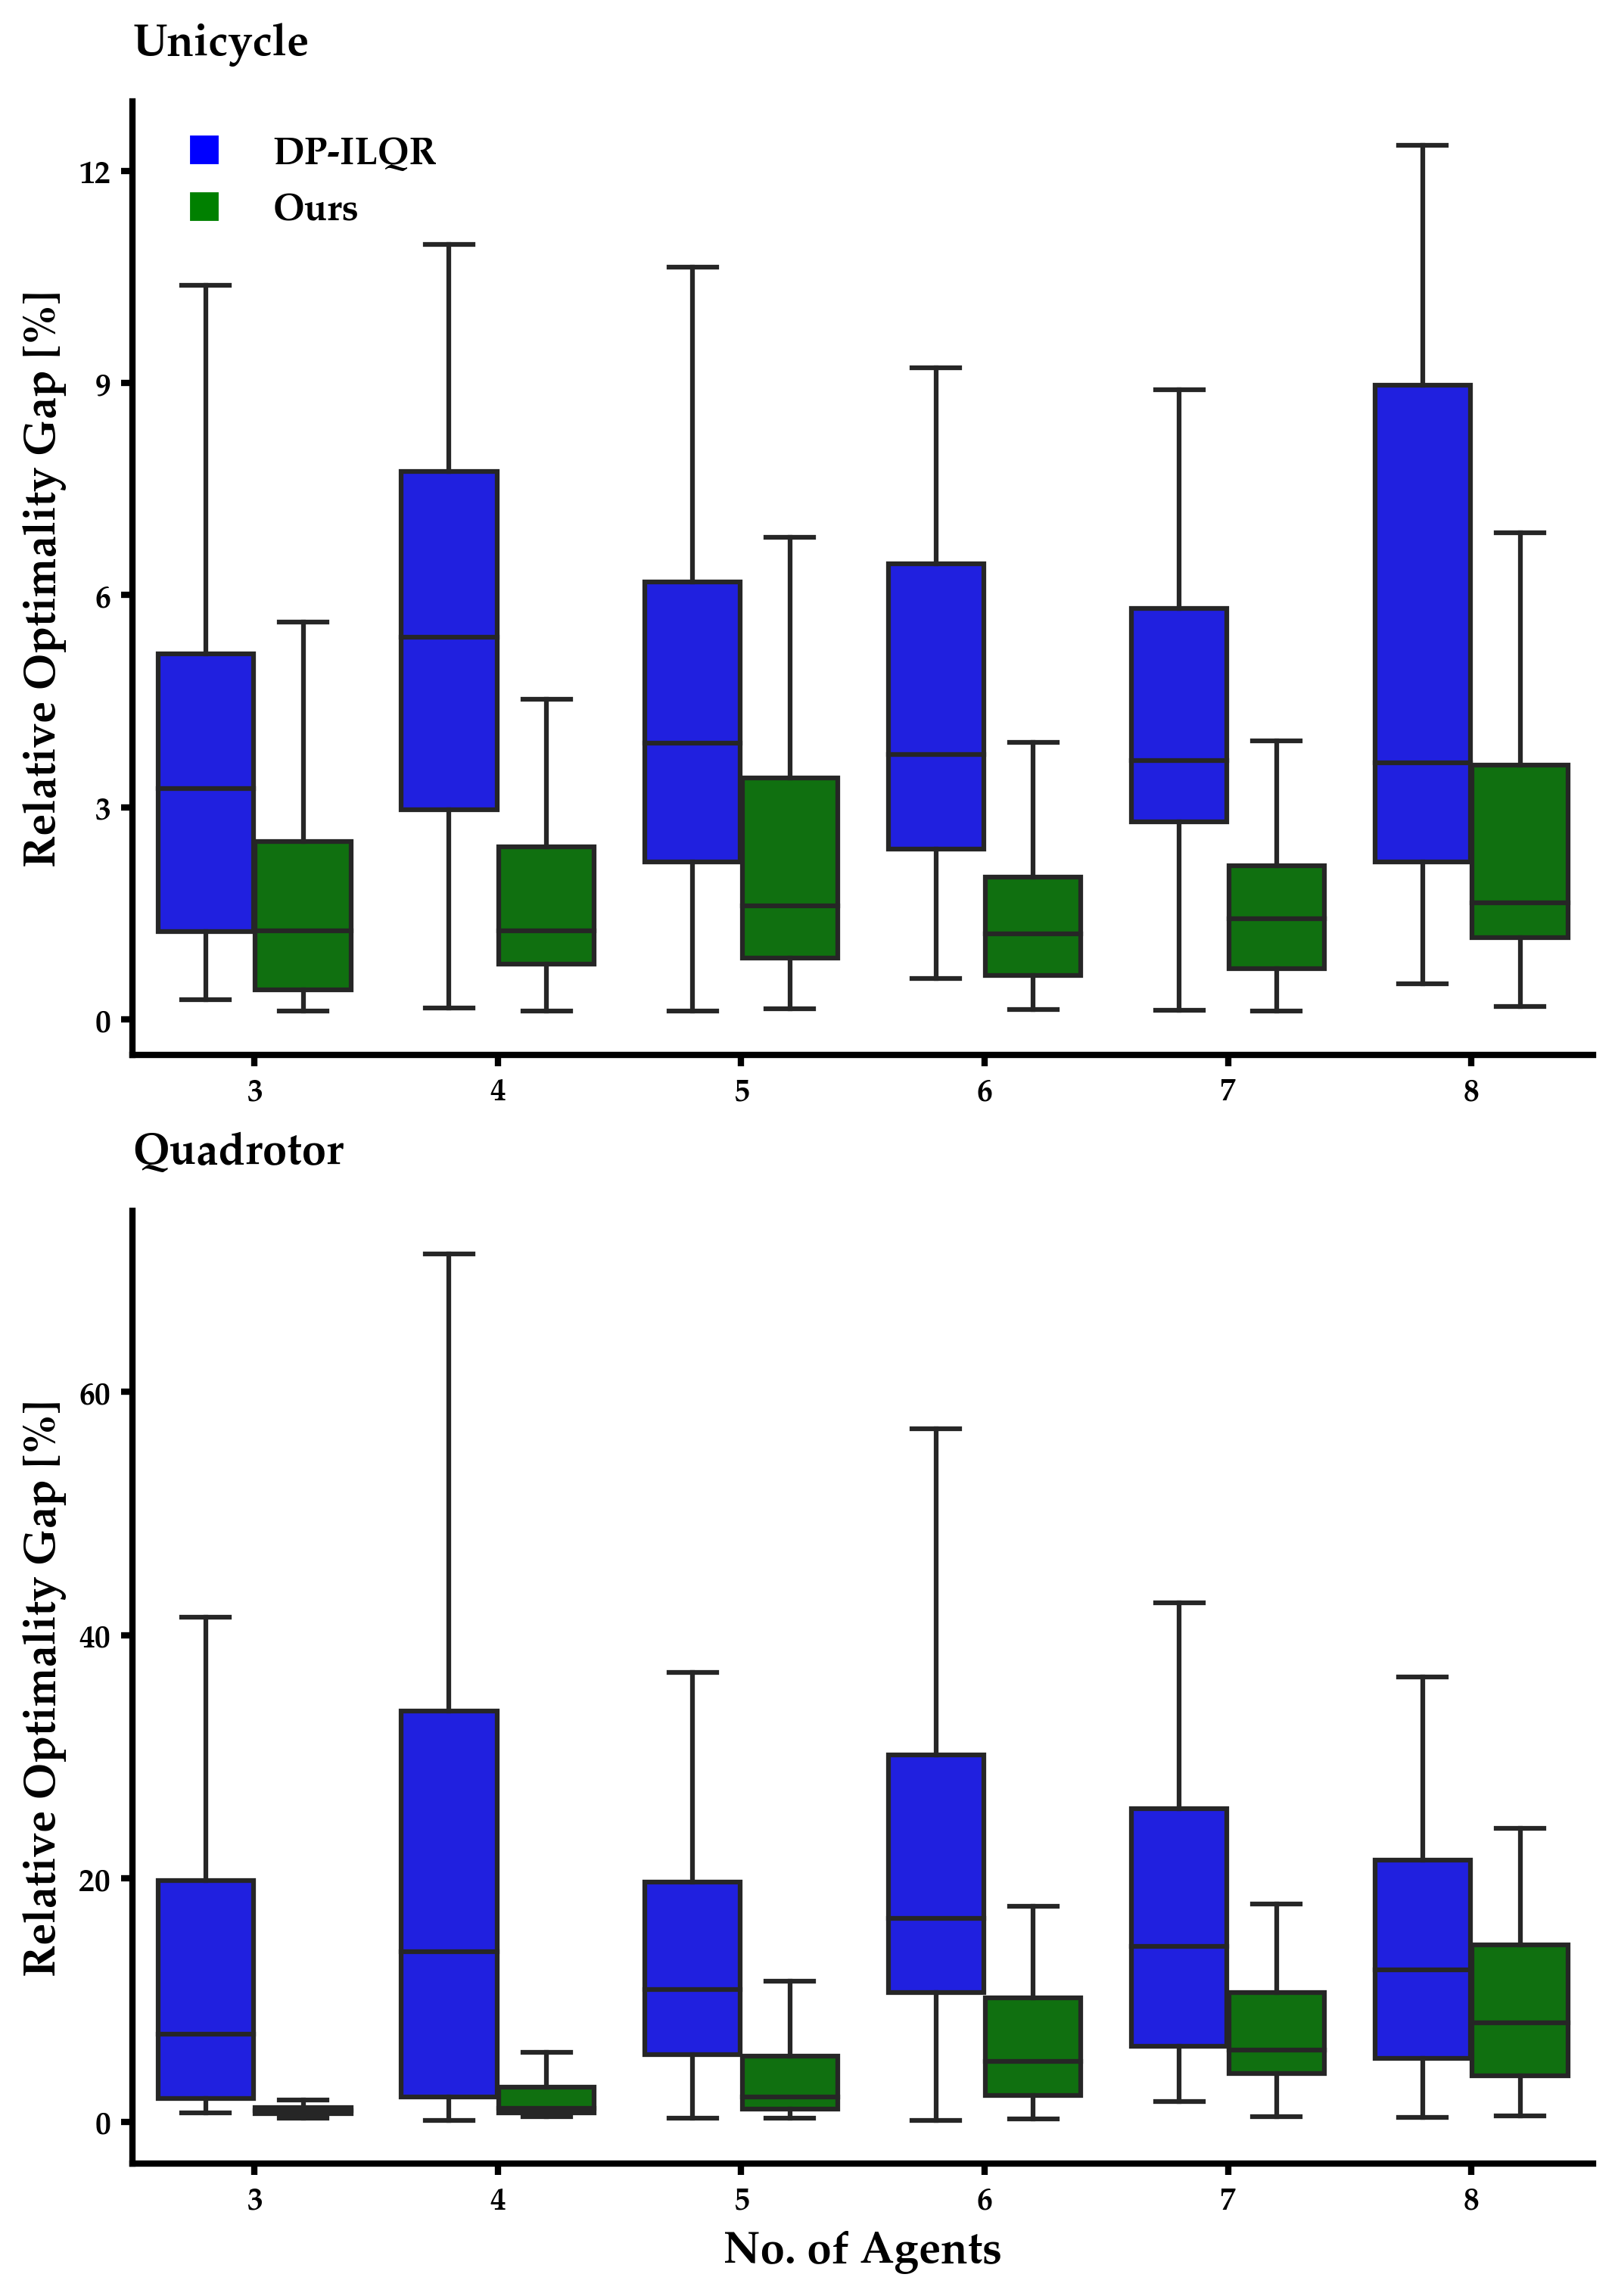 Unicycle
DP-ILQR
Ours
Relative Optimality Gap [%]
12
9
6
3
0
3 4 5 6 7 8
Quadrotor
Relative Optimality Gap [%]
60
40
20
0
3 4 5 6 7 8
No. of Agents